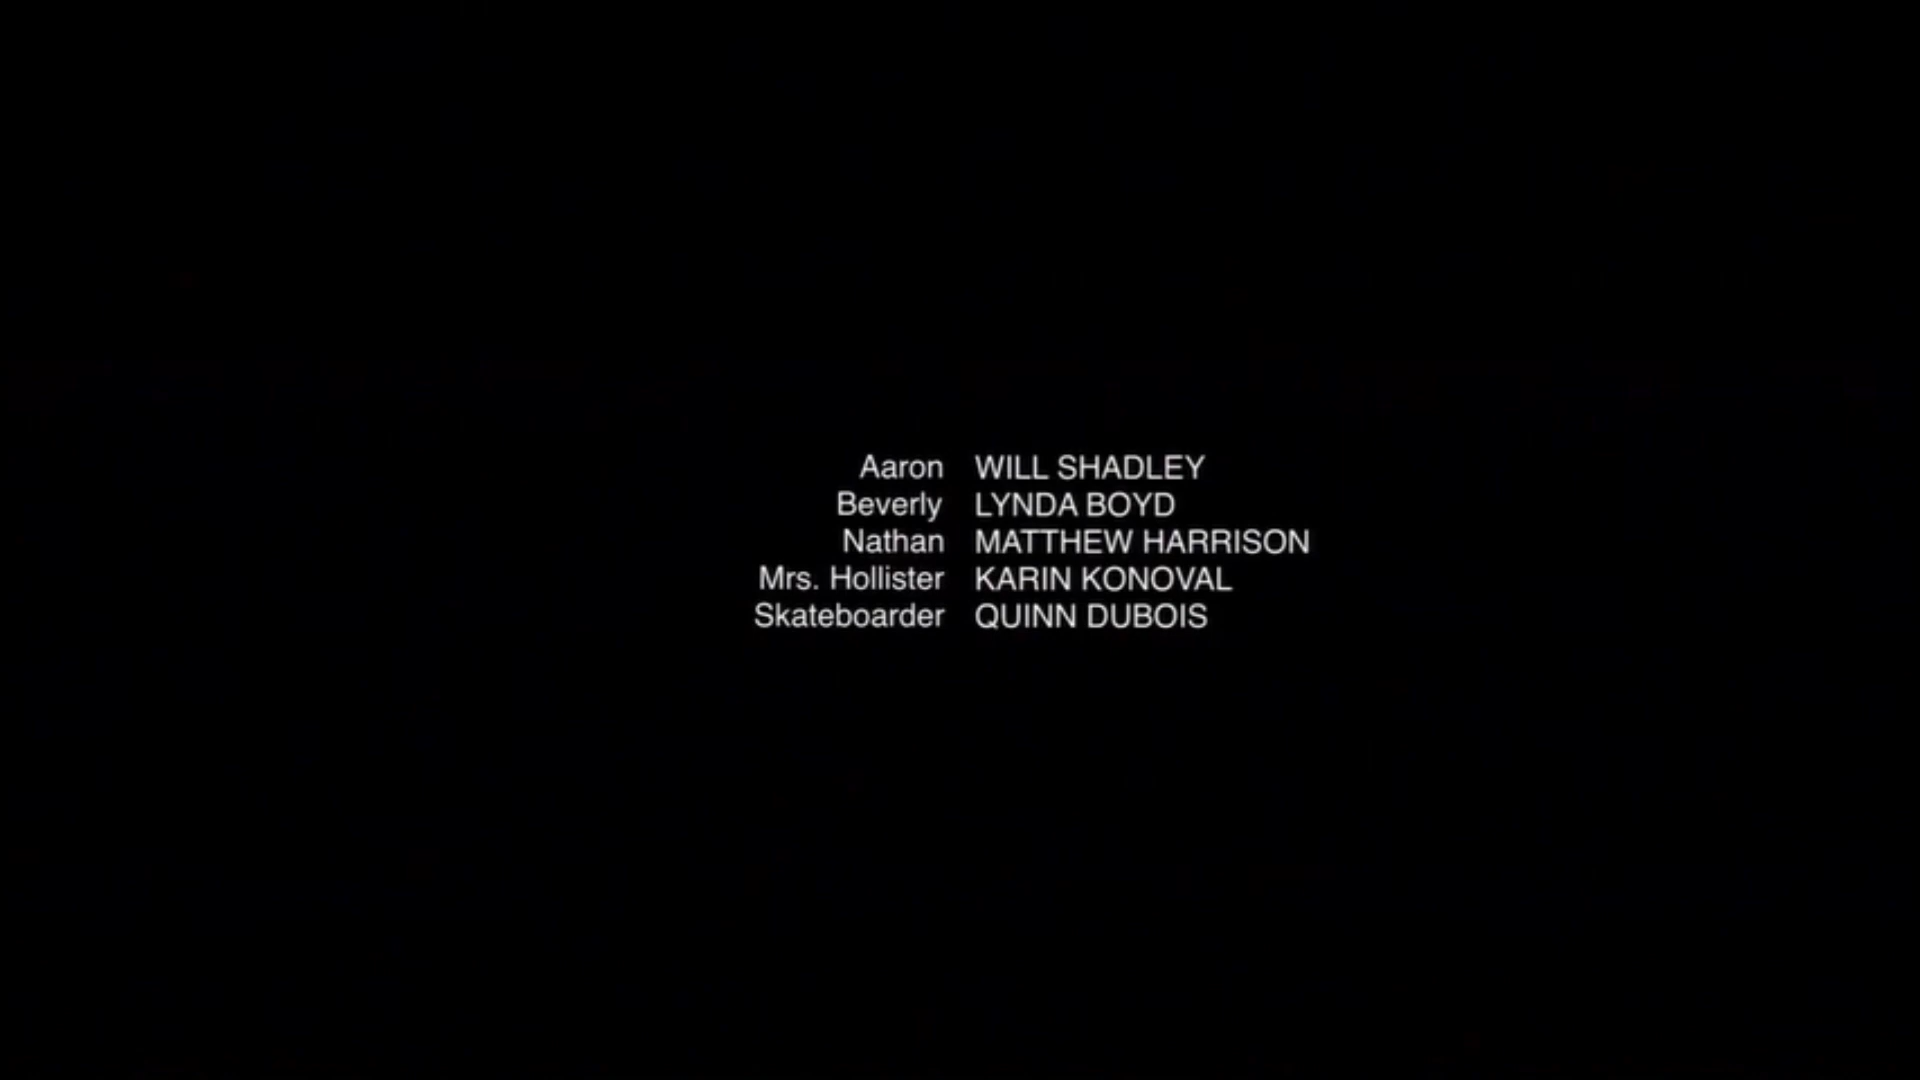 Aaron WILL SHADLEY
Beverly LYNDA BOYD
Nathan MATTHEW HARRISON
Mrs. Hollister KARIN KONOVAL
Skateboarder QUINN DUBOIS